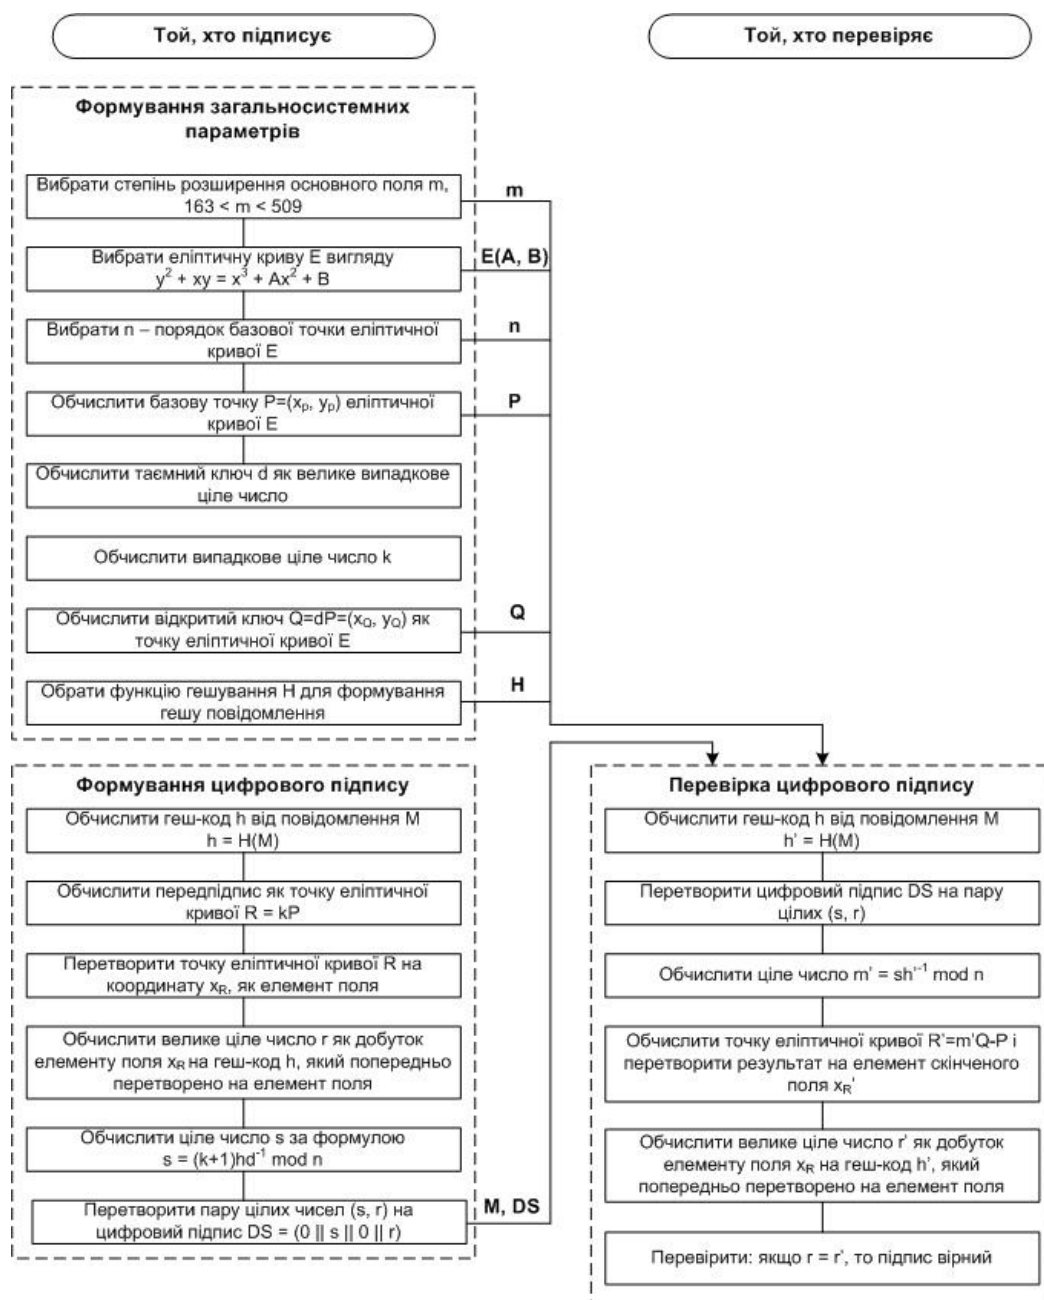 Той, хто підписує
Той, хто перевіряє
Формування загальносистемних
параметрів
Вибрати степінь розширення основного поля m,
163 < m < 509
m
Вибрати еліптичну криву E вигляду
y² + xy = x³ + Ax² + B
E(A, B)
Вибрати n – порядок базової точки еліптичної
кривої E
n
Обчислити базову точку P=(xₚ, yₚ) еліптичної
кривої E
P
Обчислити таємний ключ d як велике випадкове
ціле число
Обчислити випадкове ціле число k
Обчислити відкритий ключ Q=dP=(x_Q, y_Q) як
точку еліптичної кривої E
Q
Обрати функцію гешування H для формування
гешу повідомлення
H
Формування цифрового підпису
Обчислити геш-код h від повідомлення M
h = H(M)
Обчислити передпідпис як точку еліптичної
кривої R = kP
Перетворити точку еліптичної кривої R на
координату x_R, як елемент поля
Обчислити велике ціле число r як добуток
елементу поля x_R на геш-код h, який попередньо
перетворено на елемент поля
Обчислити ціле число s за формулою
s = (k+1)hd⁻¹ mod n
Перетворити пару цілих чисел (s, r) на
цифровий підпис DS = (0 || s || 0 || r)
M, DS
Перевірка цифрового підпису
Обчислити геш-код h від повідомлення M
h' = H(M)
Перетворити цифровий підпис DS на пару
цілих (s, r)
Обчислити ціле число m' = sh'⁻¹ mod n
Обчислити точку еліптичної кривої R'=m'Q-P і
перетворити результат на елемент скінченого
поля x_R'
Обчислити велике ціле число r' як добуток
елементу поля x_R на геш-код h', який
попередньо перетворено на елемент поля
Перевірити: якщо r = r', то підпис вірний